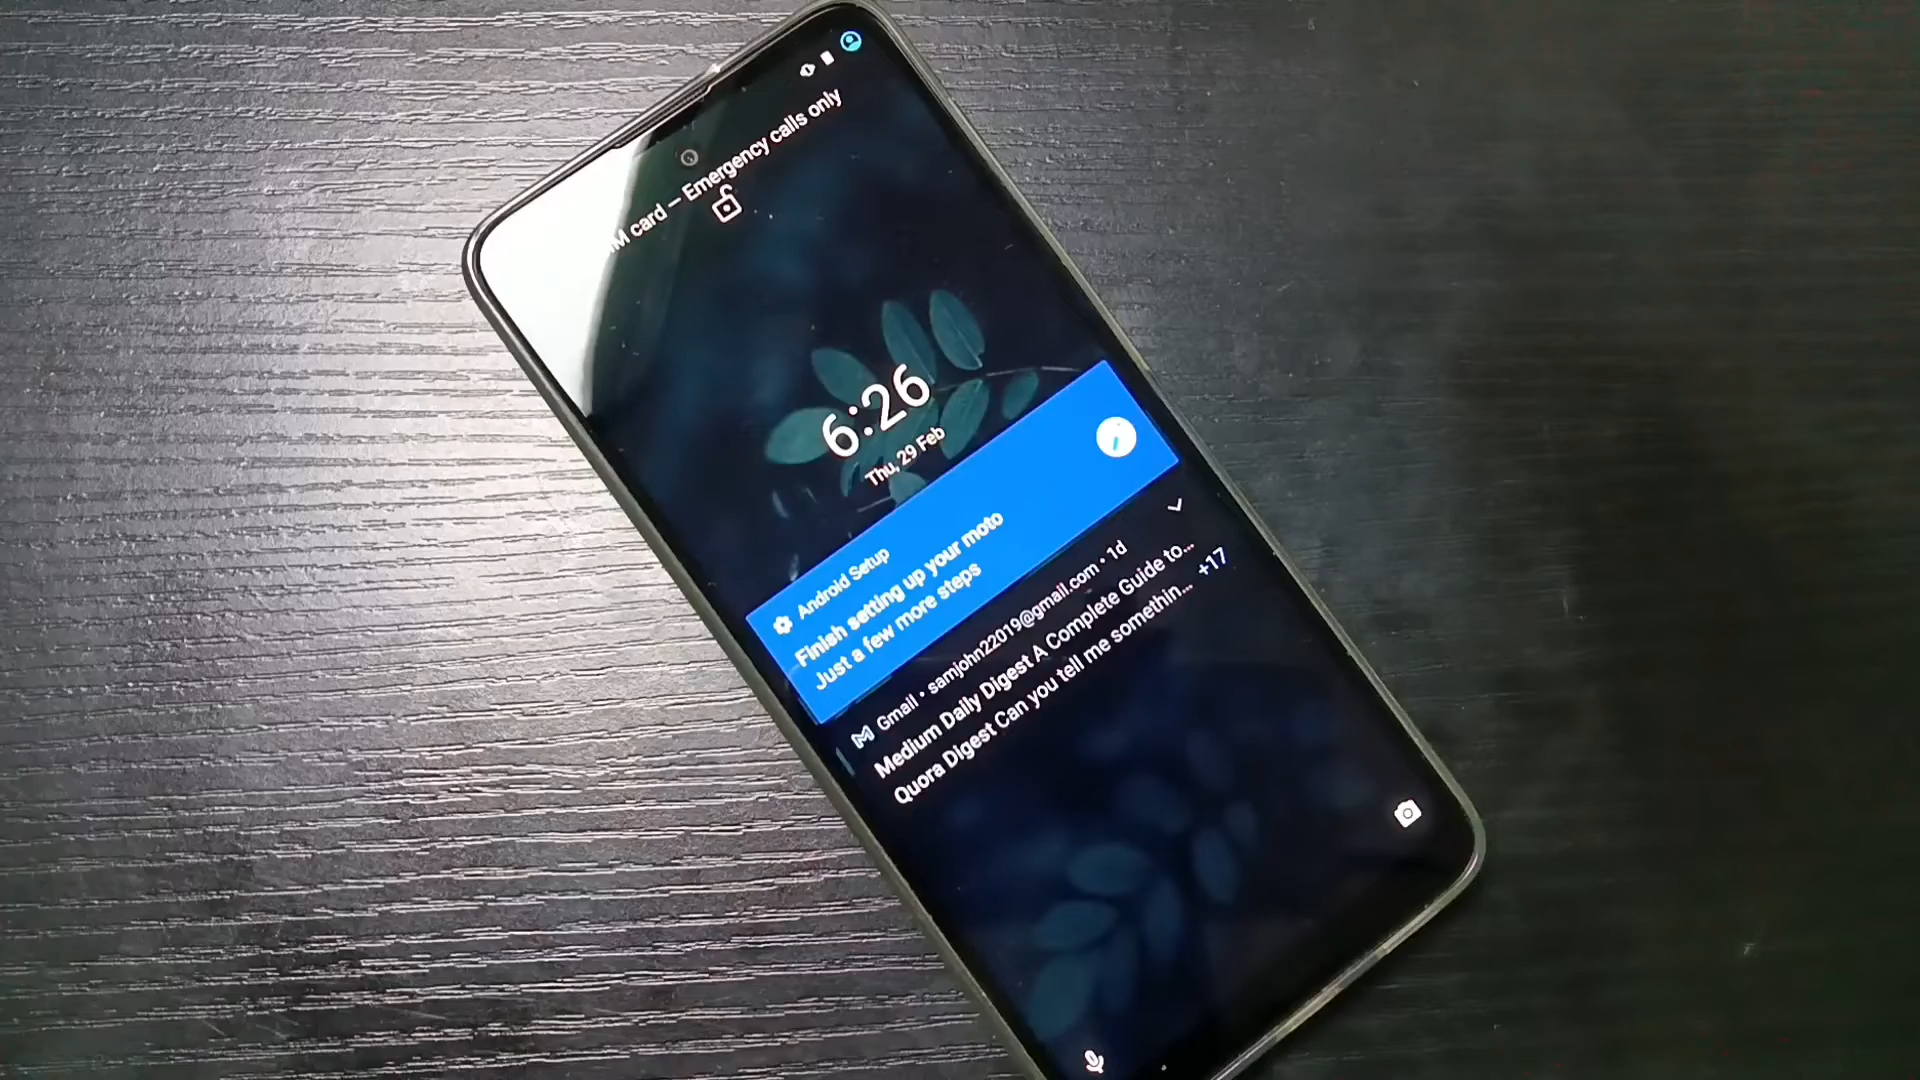 card – Emergency calls only
6:26
Thu, 29 Feb
Android Setup
Finish setting up your moto
Just a few more steps
Gmail • samjohn22019@gmail.com • 1d
Medium Daily Digest A Complete Guide to...
Quora Digest Can you tell me somethin... +17